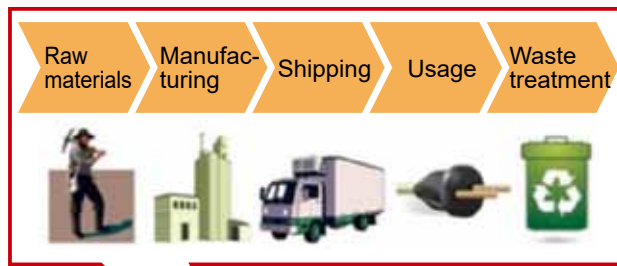 Raw
materials
Manufac-
turing
Shipping
Usage
Waste
treatment